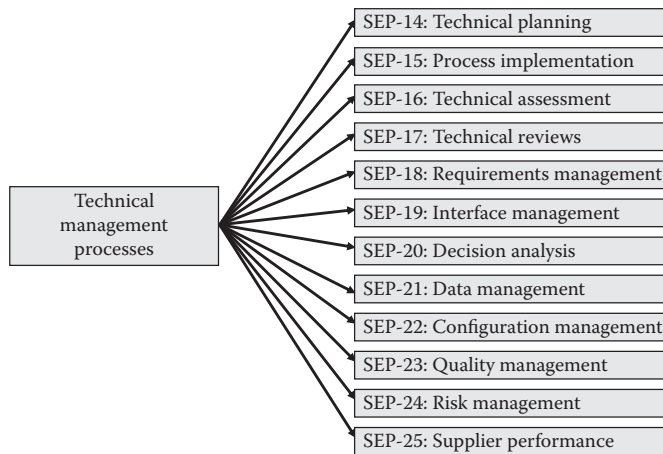 Technical
management
processes
SEP-14: Technical planning
SEP-15: Process implementation
SEP-16: Technical assessment
SEP-17: Technical reviews
SEP-18: Requirements management
SEP-19: Interface management
SEP-20: Decision analysis
SEP-21: Data management
SEP-22: Configuration management
SEP-23: Quality management
SEP-24: Risk management
SEP-25: Supplier performance